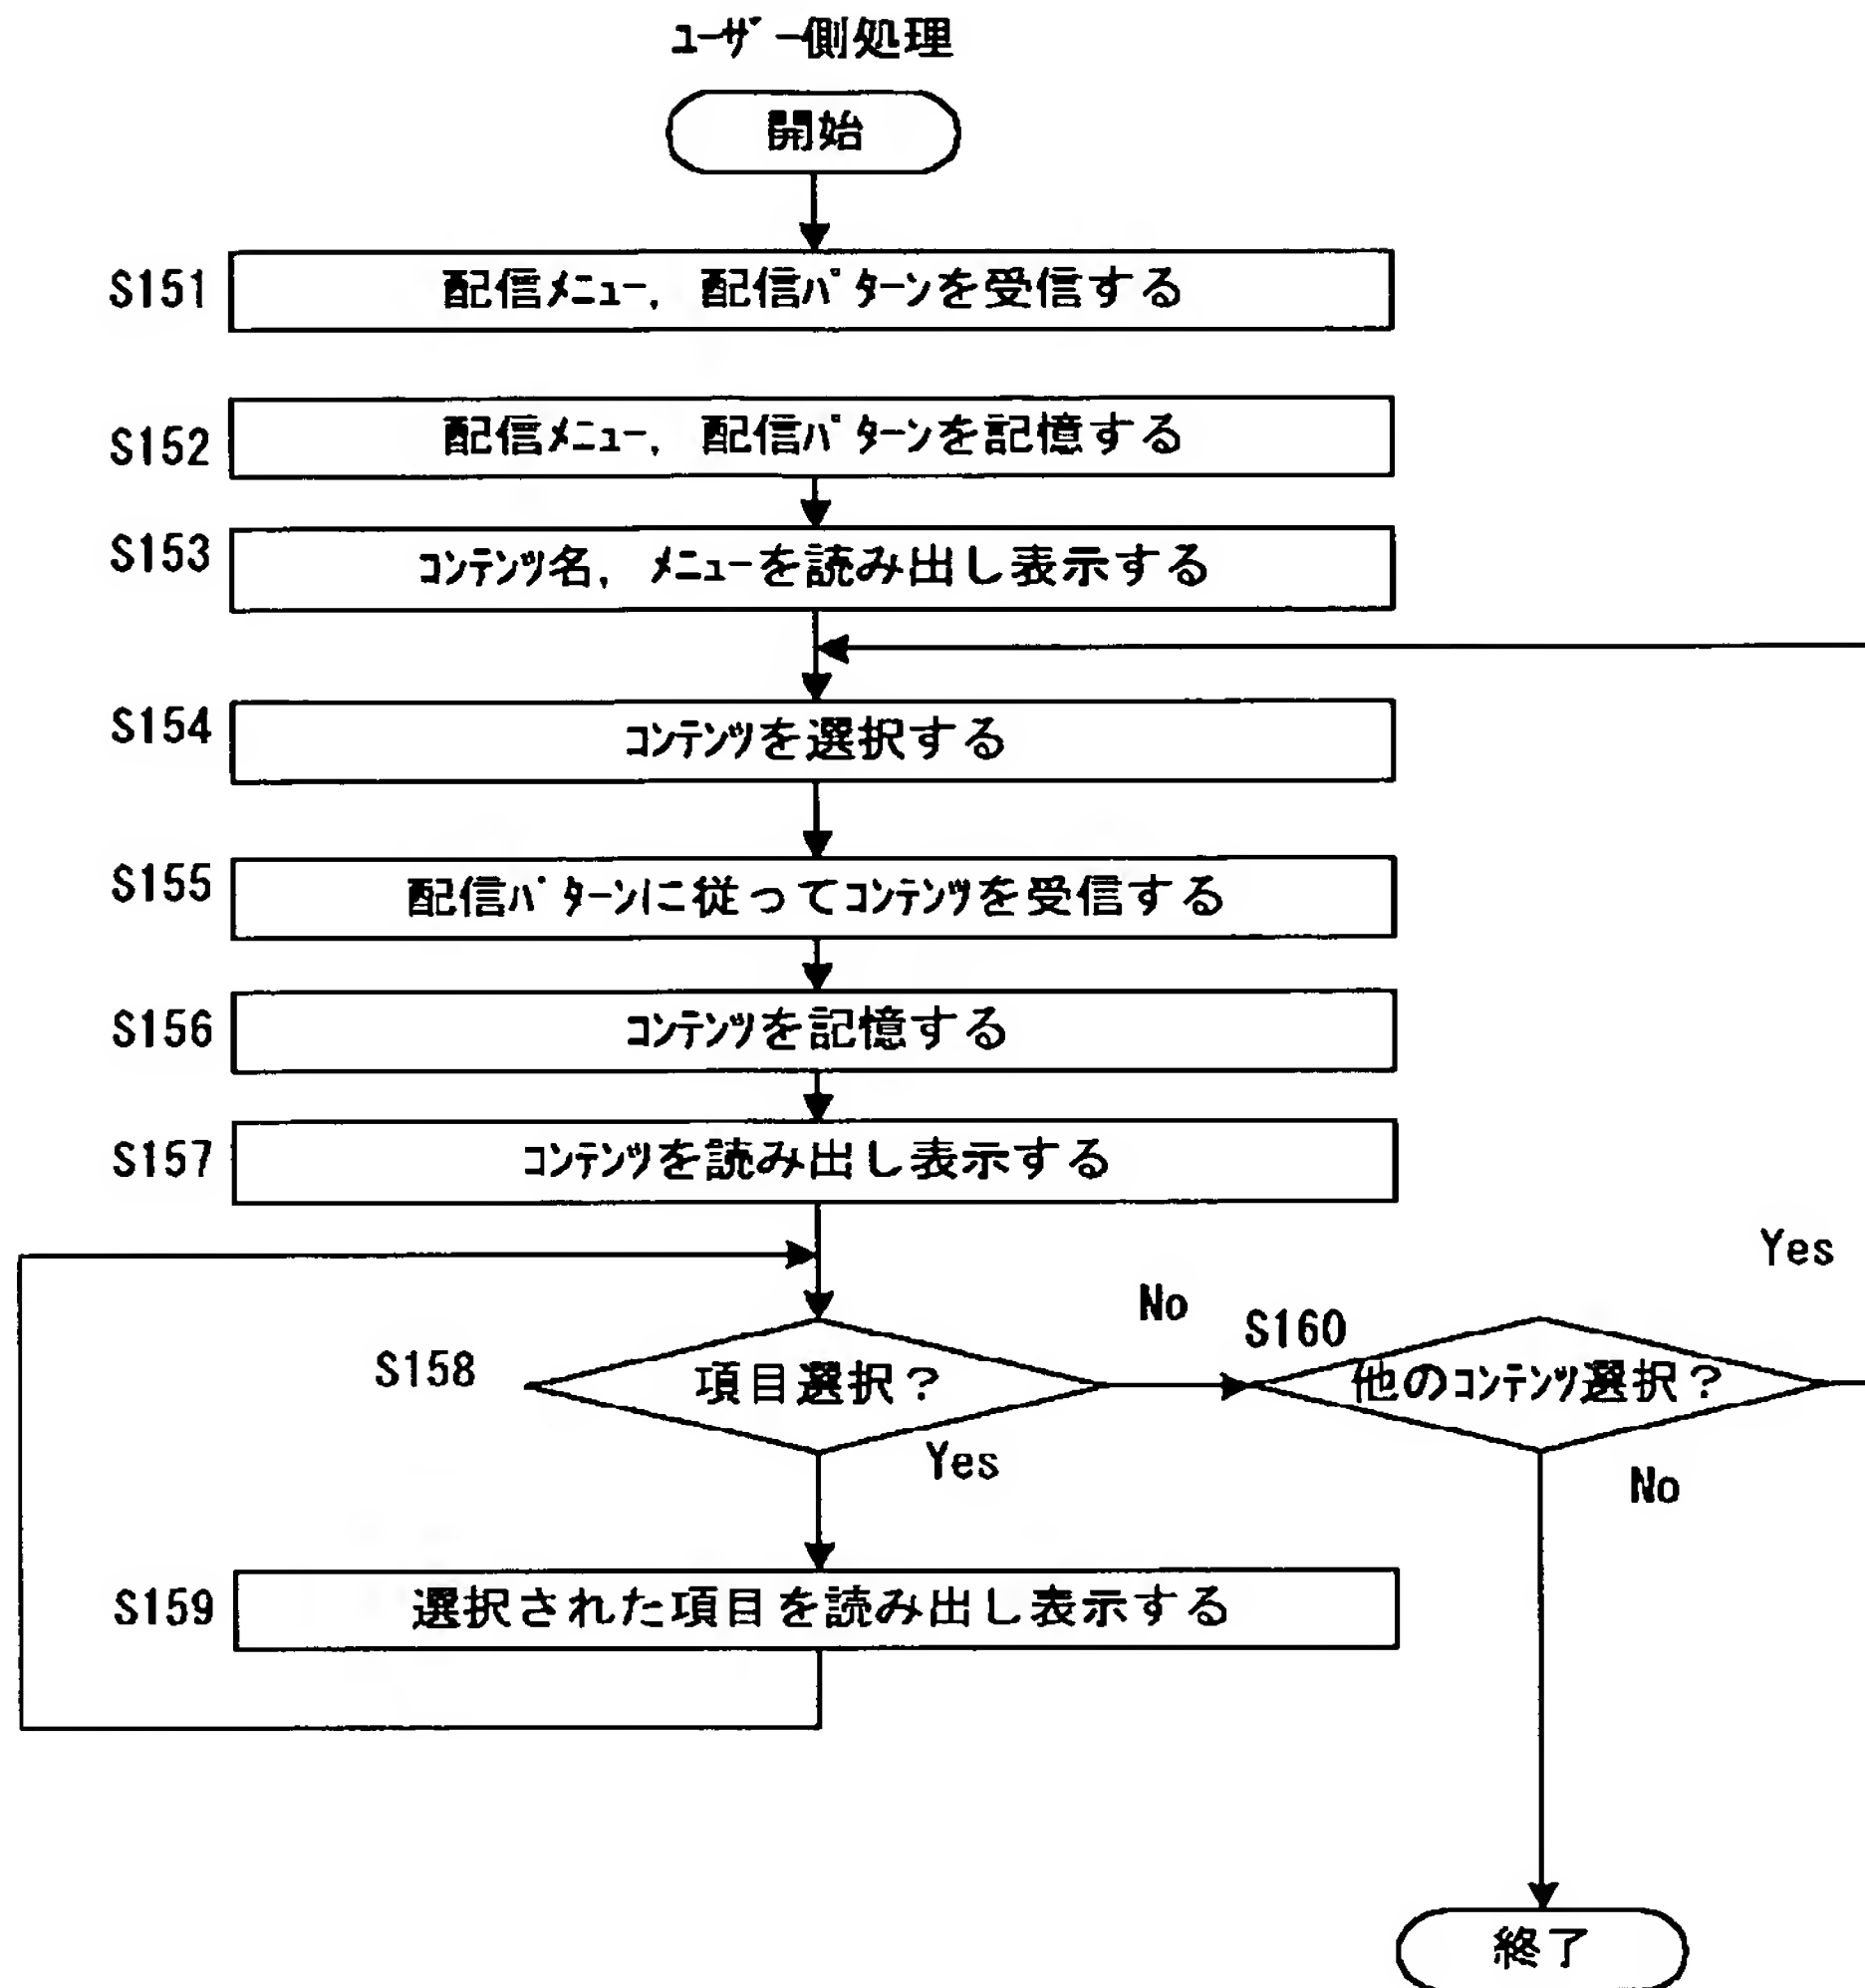 ユーザー側処理
開始
S151
配信メニュー, 配信パターンを受信する
S152
配信メニュー, 配信パターンを記憶する
S153
コンテンツ名, メニューを読み出し表示する
S154
コンテンツを選択する
S155
配信パターンに従ってコンテンツを受信する
S156
コンテンツを記憶する
S157
コンテンツを読み出し表示する
Yes
No
S160
S158
項目選択?
他のコンテンツ選択?
Yes
No
S159
選択された項目を読み出し表示する
終了